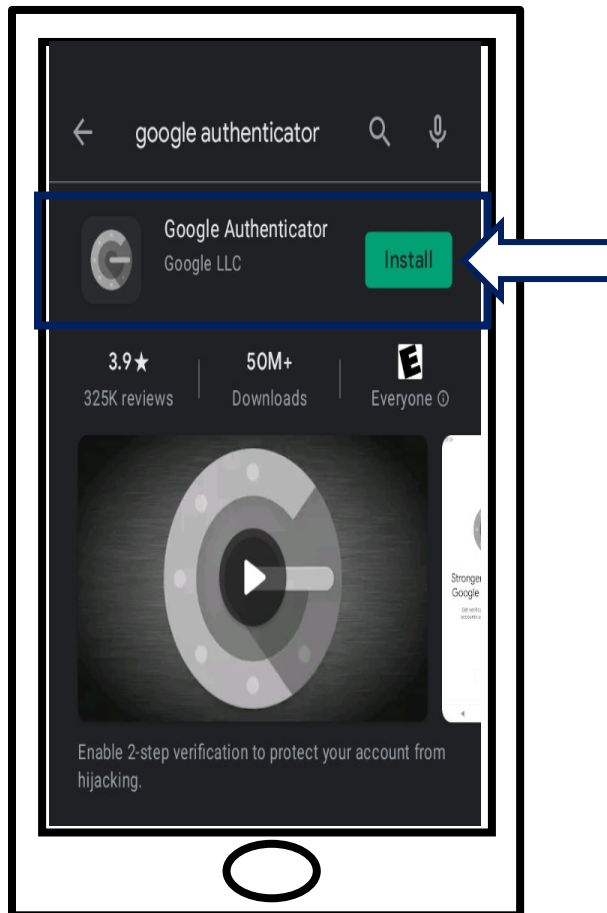 google authenticator
Google Authenticator
Google LLC
Install
3.9★
50M+
E
325K reviews
Downloads
Everyone
Stronger
Google
Enable 2-step verification to protect your account from
hijacking.